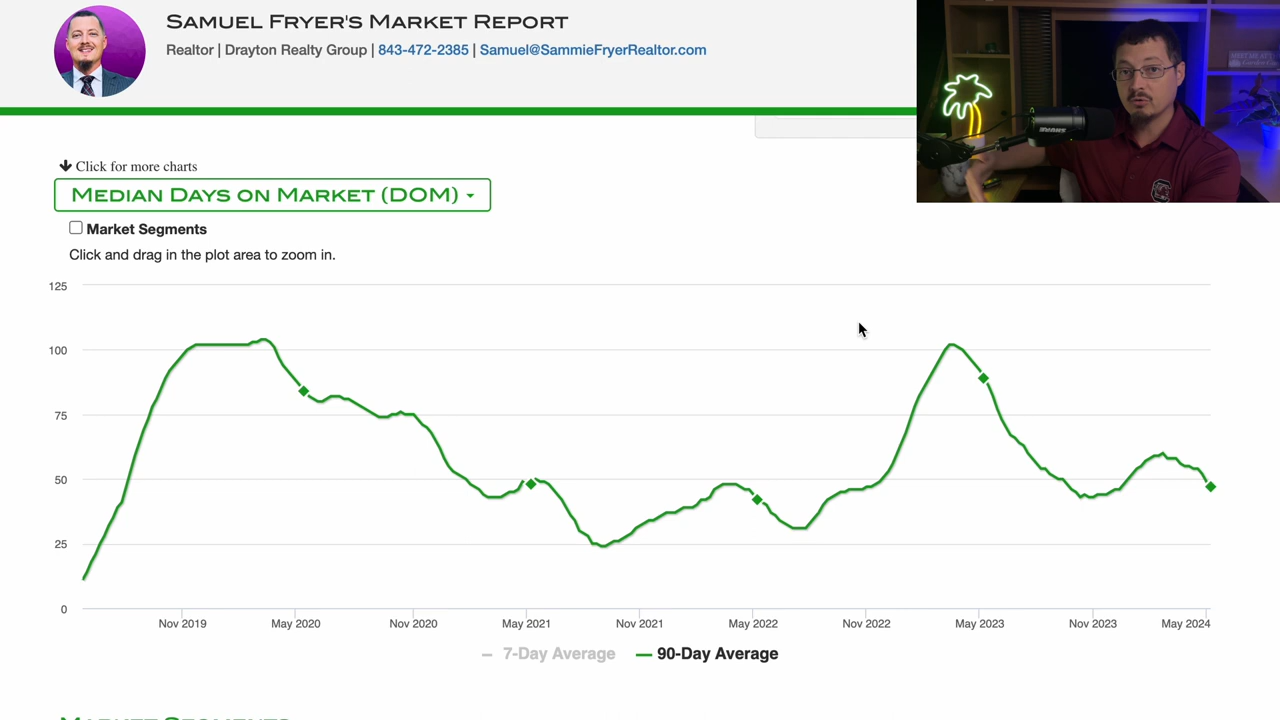 SAMUEL FRYER'S MARKET REPORT
Realtor | Drayton Realty Group | 843-472-2385 | Samuel@SammieFryerRealtor.com
Click for more charts
MEDIAN DAYS ON MARKET (DOM)
Market Segments
Click and drag in the plot area to zoom in.
125
100
75
50
25
0
Nov 2019 May 2020 Nov 2020 May 2021 Nov 2021 May 2022 Nov 2022 May 2023 Nov 2023 May 2024
7-Day Average 90-Day Average